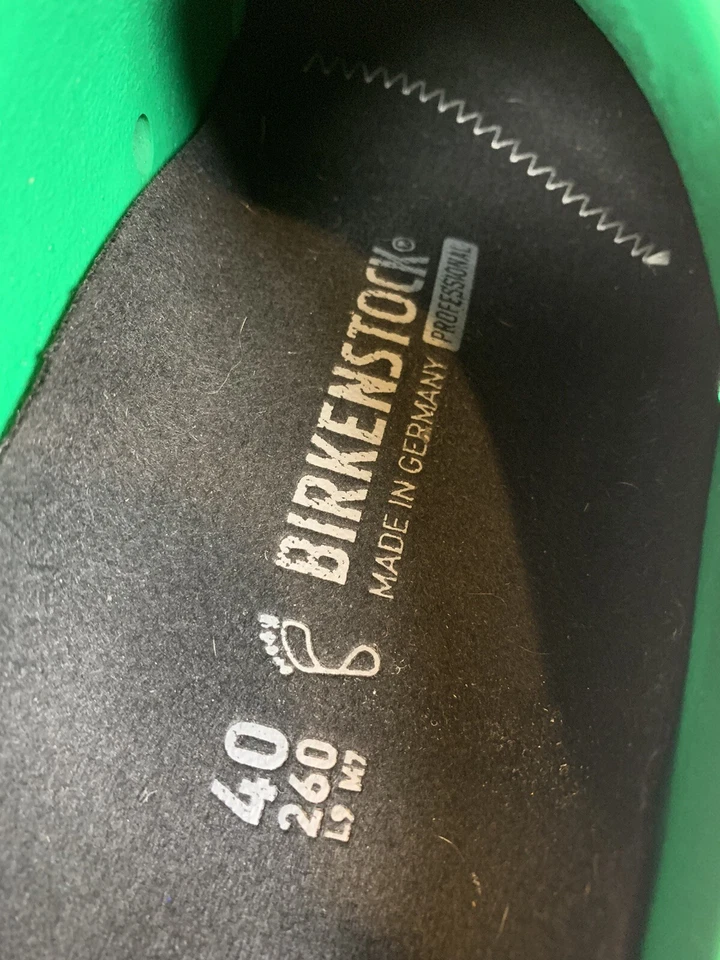 BIRKENSTOCK®
MADE IN GERMANY PROFESSIONAL
40
260
L9 M7